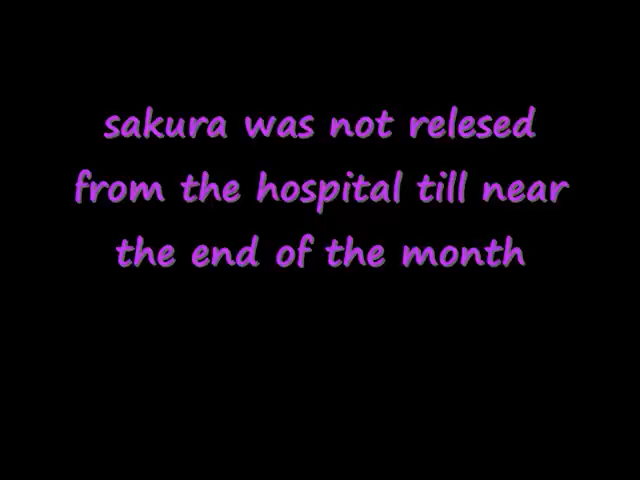 sakura was not relesed
from the hospital till near
the end of the month